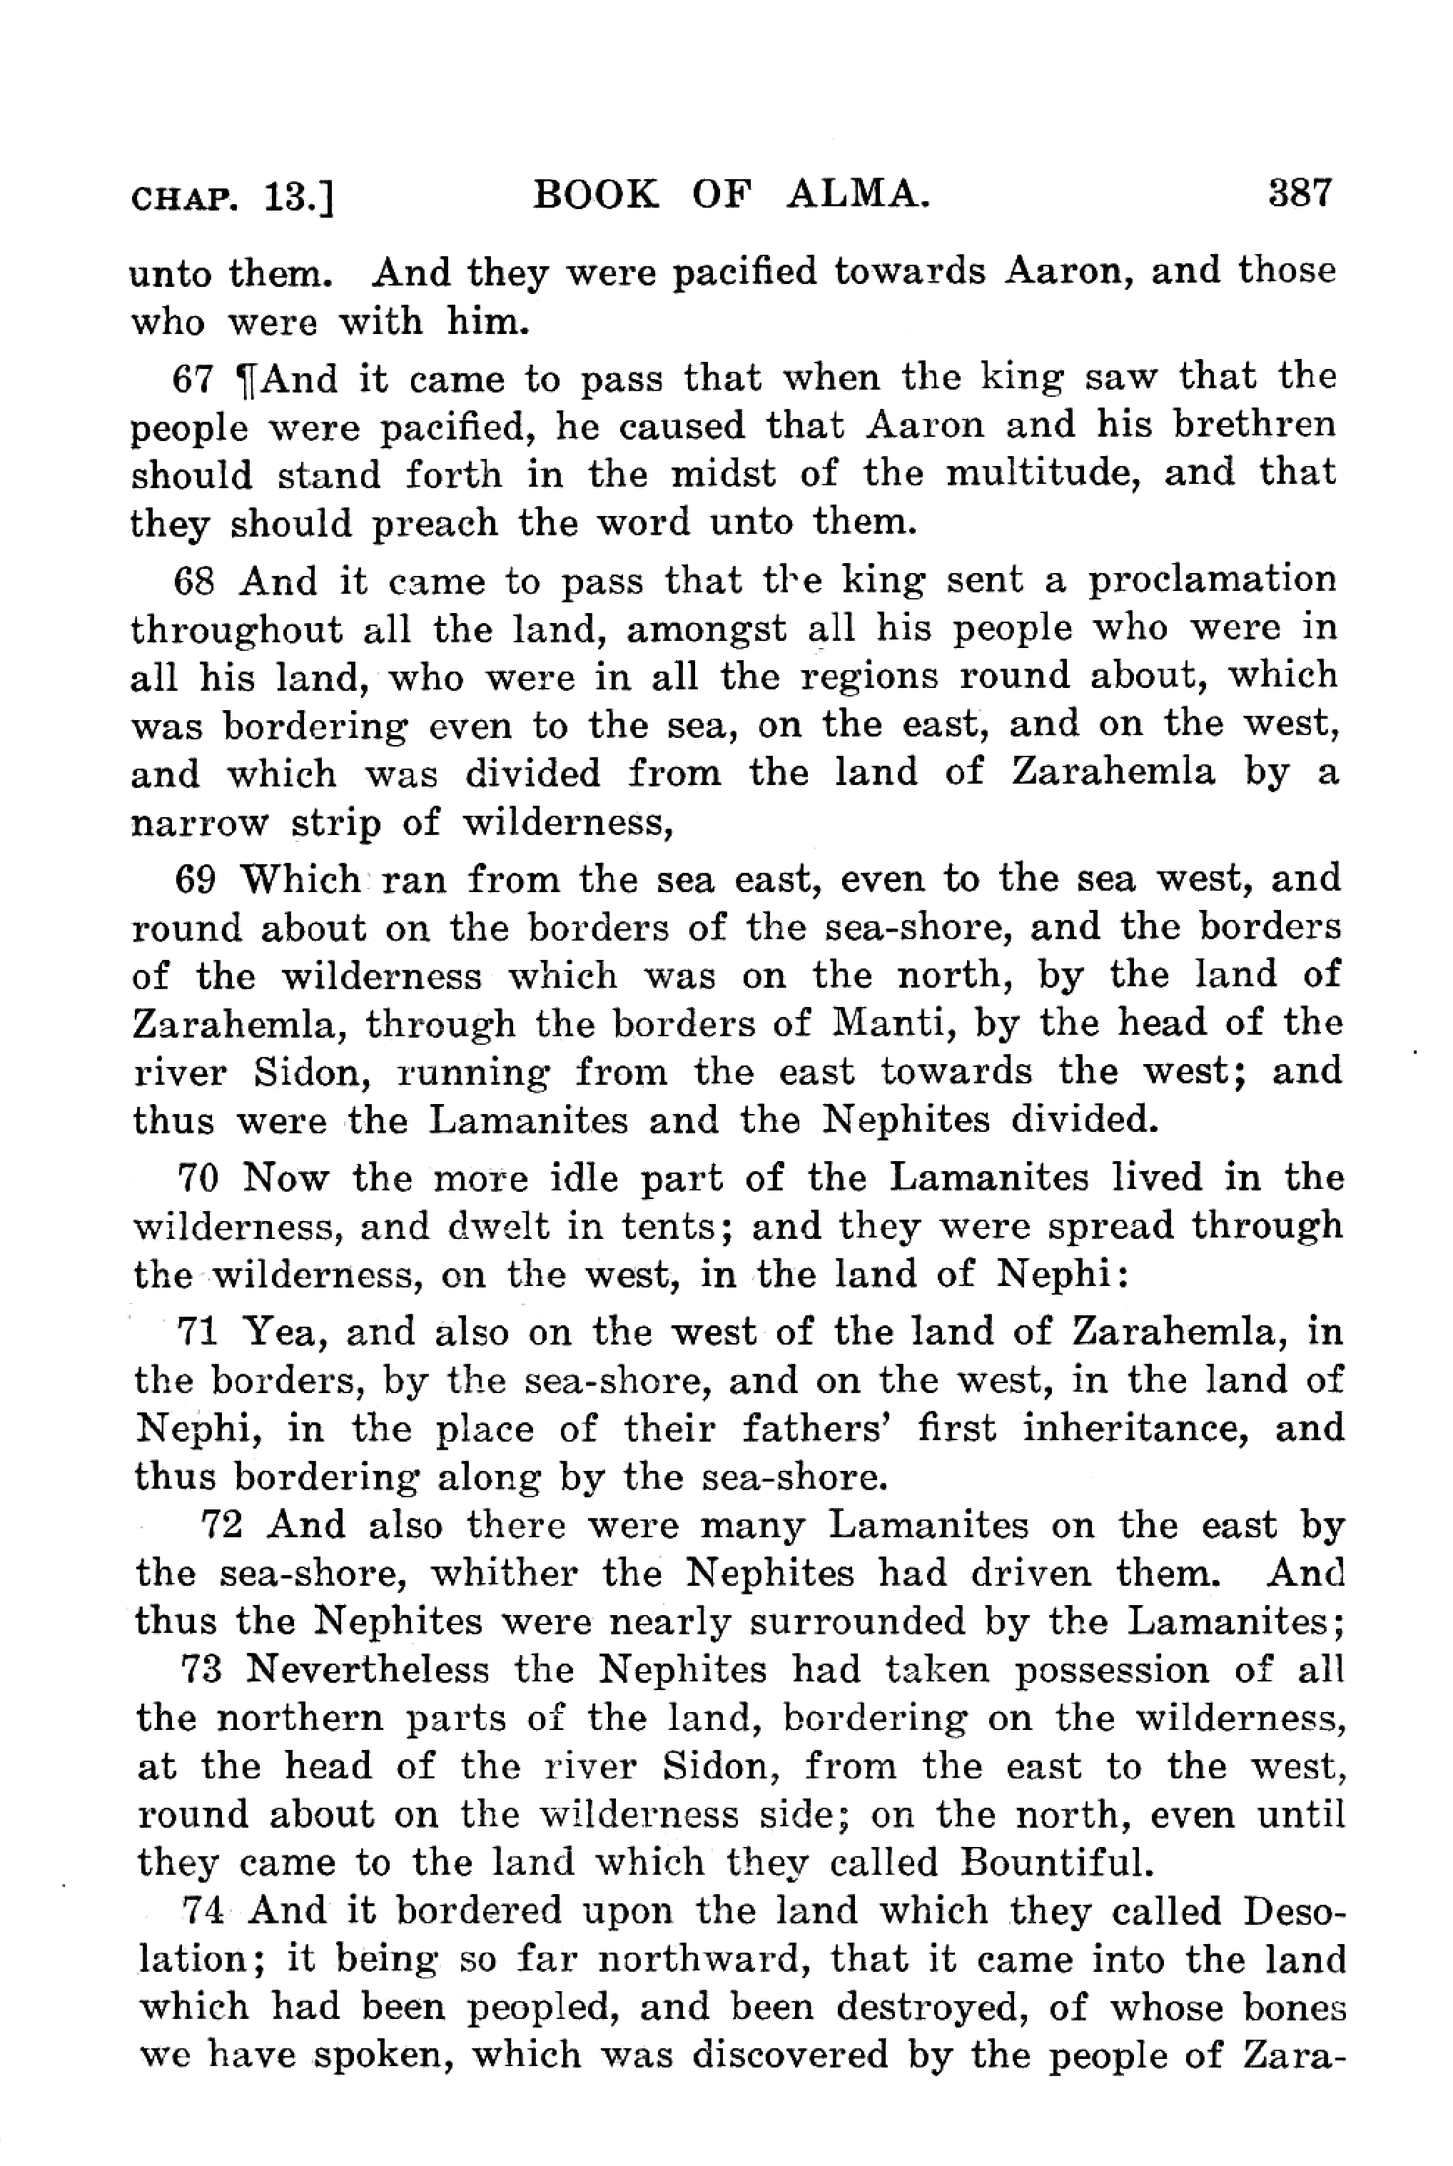 CHAP. 13.] BOOK OF ALMA. 387
unto them. And they were pacified towards Aaron, and those
who were with him.
67 ¶And it came to pass that when the king saw that the
people were pacified, he caused that Aaron and his brethren
should stand forth in the midst of the multitude, and that
they should preach the word unto them.
68 And it came to pass that the king sent a proclamation
throughout all the land, amongst all his people who were in
all his land, who were in all the regions round about, which
was bordering even to the sea, on the east, and on the west,
and which was divided from the land of Zarahemla by a
narrow strip of wilderness,
69 Which ran from the sea east, even to the sea west, and
round about on the borders of the sea-shore, and the borders
of the wilderness which was on the north, by the land of
Zarahemla, through the borders of Manti, by the head of the
river Sidon, running from the east towards the west; and
thus were the Lamanites and the Nephites divided.
70 Now the more idle part of the Lamanites lived in the
wilderness, and dwelt in tents; and they were spread through
the wilderness, on the west, in the land of Nephi:
71 Yea, and also on the west of the land of Zarahemla, in
the borders, by the sea-shore, and on the west, in the land of
Nephi, in the place of their fathers' first inheritance, and
thus bordering along by the sea-shore.
72 And also there were many Lamanites on the east by
the sea-shore, whither the Nephites had driven them. And
thus the Nephites were nearly surrounded by the Lamanites;
73 Nevertheless the Nephites had taken possession of all
the northern parts of the land, bordering on the wilderness,
at the head of the river Sidon, from the east to the west,
round about on the wilderness side; on the north, even until
they came to the land which they called Bountiful.
74 And it bordered upon the land which they called Deso-
lation; it being so far northward, that it came into the land
which had been peopled, and been destroyed, of whose bones
we have spoken, which was discovered by the people of Zara-